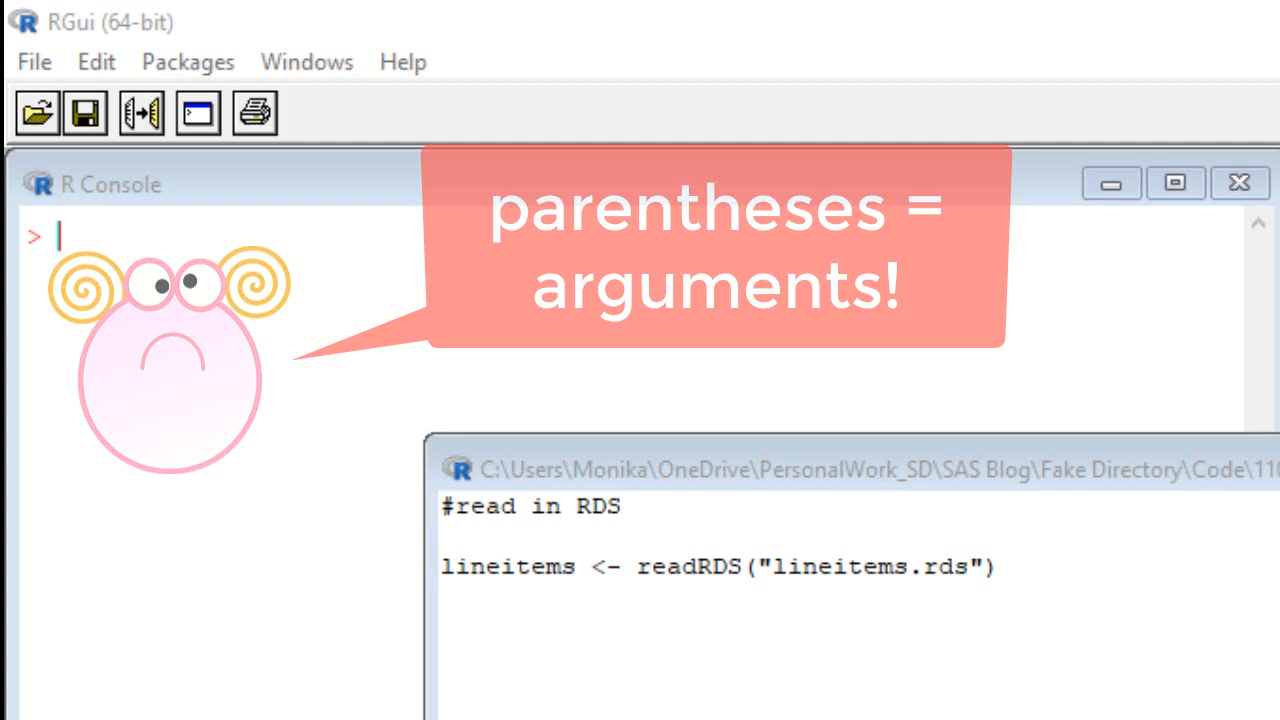 RGui (64-bit)
File Edit Packages Windows Help
R Console
>
parentheses =
arguments!
C:\Users\Monika\OneDrive\PersonalWork_SD\SAS Blog\Fake Directory\Code\110
#read in RDS
lineitems <- readRDS("lineitems.rds")